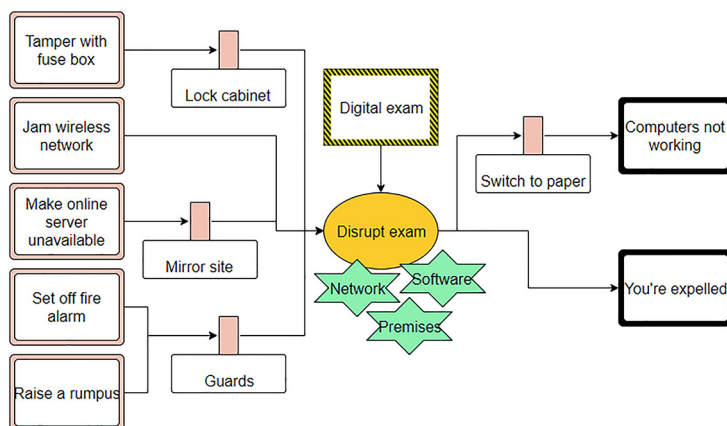 Tamper with
fuse box
Lock cabinet
Jam wireless
network
Make online
server
unavailable
Mirror site
Set off fire
alarm
Raise a rumpus
Guards
Digital exam
Disrupt exam
Network
Software
Premises
Switch to paper
Computers not
working
You're expelled